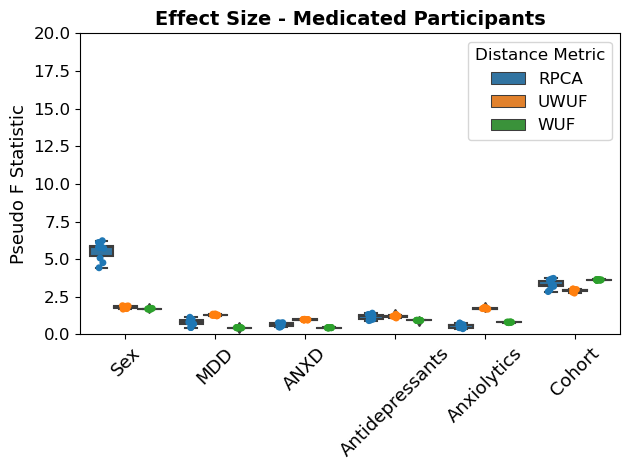 Effect Size - Medicated Participants
Pseudo F Statistic
20.0
17.5
15.0
12.5
10.0
7.5
5.0
2.5
0.0
Distance Metric
RPCA
UWUF
WUF
Sex
MDD
ANXD
Antidepressants
Anxiolytics
Cohort